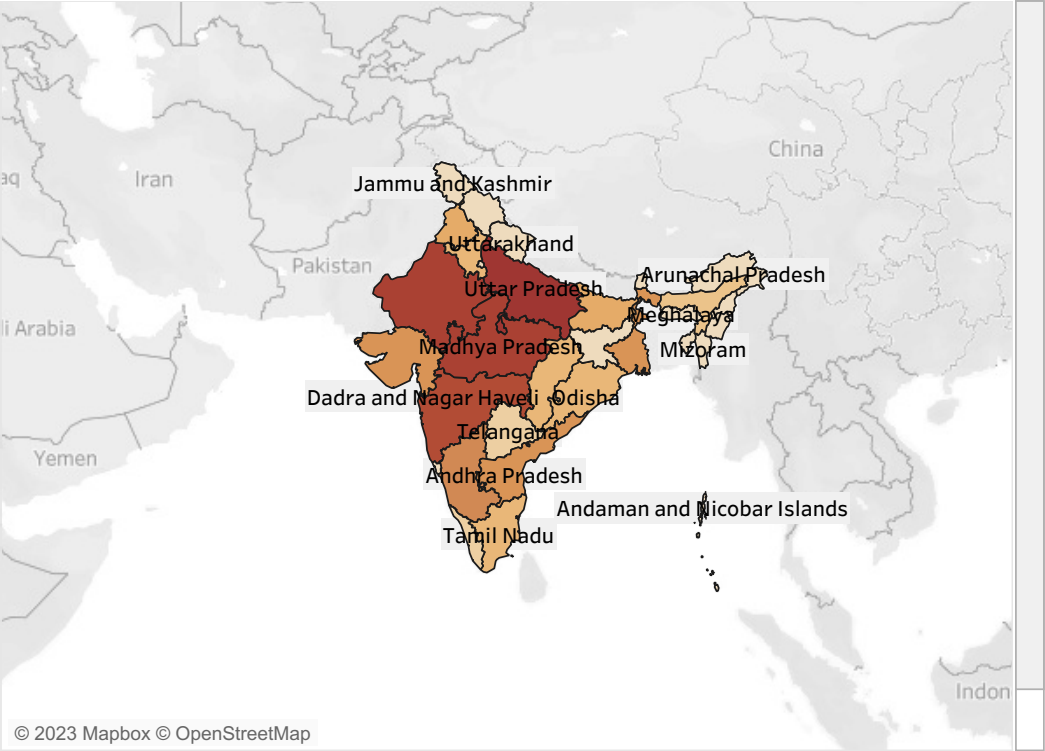 China
Iran
aq
Jammu and Kashmir
Uttarakhand
Pakistan
Arunachal Pradesh
Uttar Pradesh
Meghalaya
li Arabia
Madhya Pradesh
Mizoram
Dadra and Nagar Haveli
Odisha
Telangana
Yemen
Andhra Pradesh
Andaman and Nicobar Islands
Tamil Nadu
Indon
© 2023 Mapbox © OpenStreetMap